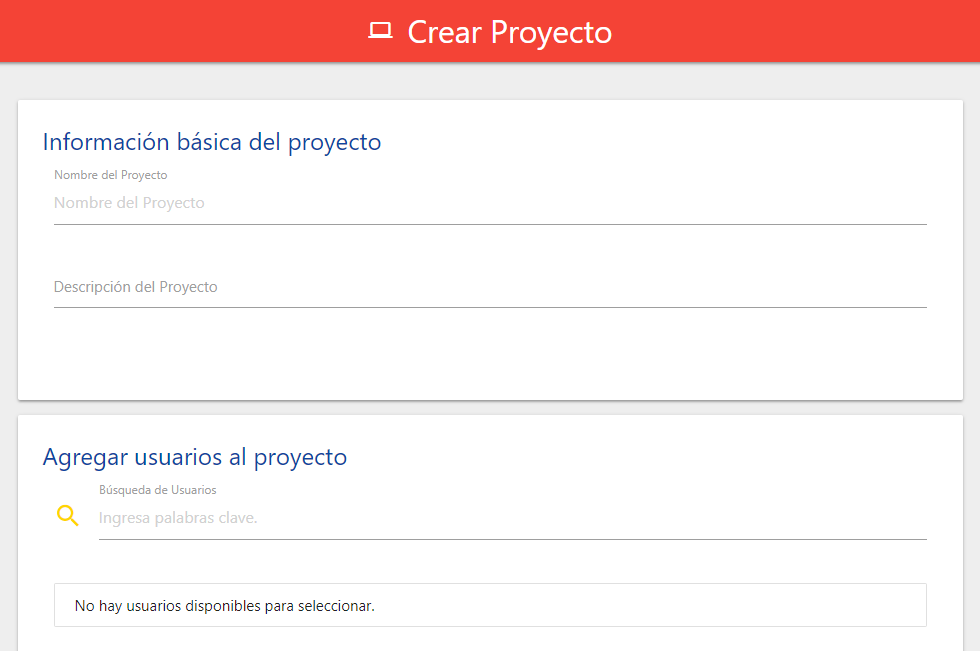 Crear Proyecto
Información básica del proyecto
Nombre del Proyecto
Nombre del Proyecto
Descripción del Proyecto
Agregar usuarios al proyecto
Búsqueda de Usuarios
Ingresa palabras clave.
No hay usuarios disponibles para seleccionar.